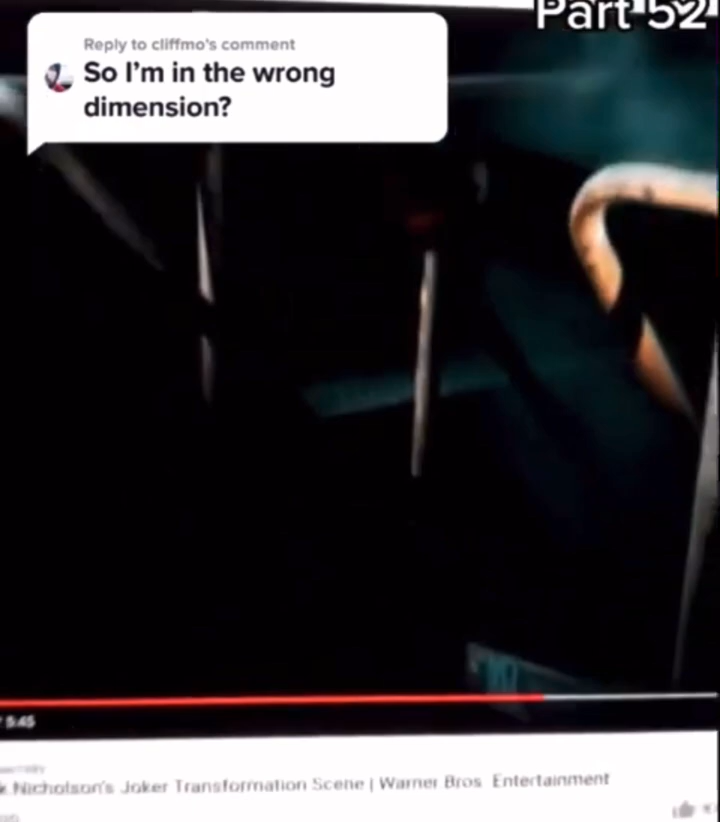 Part 52
Reply to cliffmo's comment
So I'm in the wrong
dimension?
5:45
Nicholson's Joker Transformation Scene | Warner Bros. Entertainment